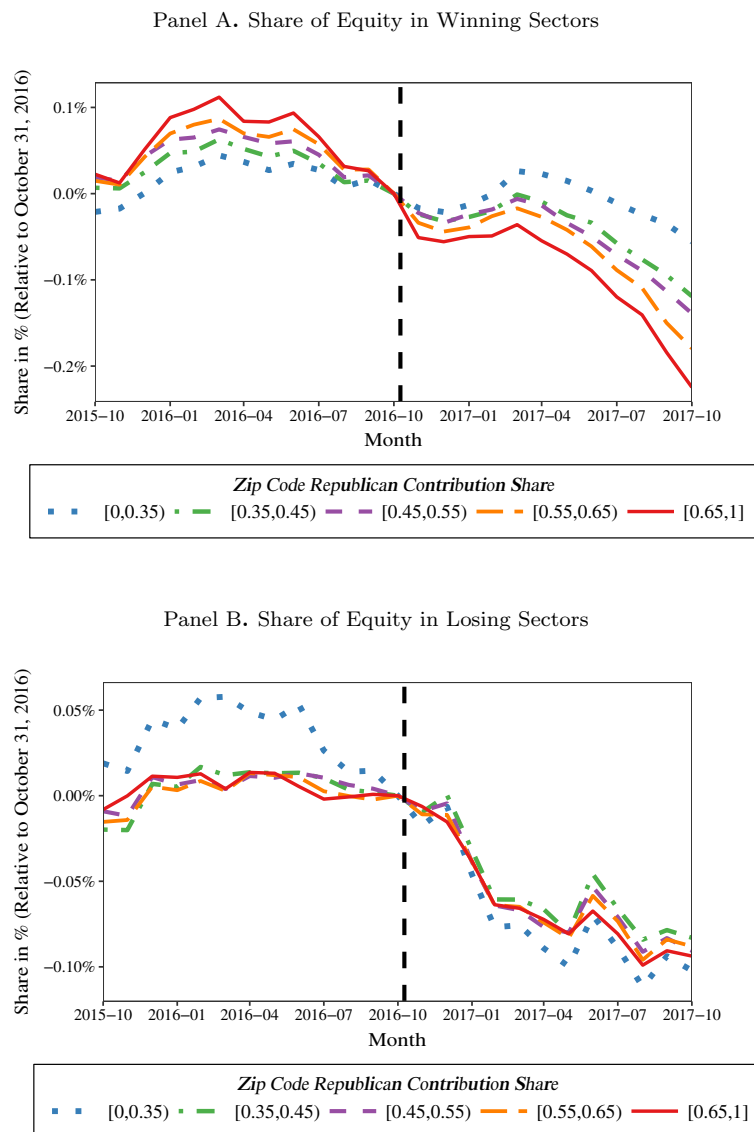 Panel A. Share of Equity in Winning Sectors
Share in % (Relative to October 31, 2016)
0.1%
0.0%
−0.1%
−0.2%
2015−10 2016−01 2016−04 2016−07 2016−10 2017−01 2017−04 2017−07 2017−10
Month
Zip Code Republican Contribution Share
[0,0.35) [0.35,0.45) [0.45,0.55) [0.55,0.65) [0.65,1]
Panel B. Share of Equity in Losing Sectors
Share in % (Relative to October 31, 2016)
0.05%
0.00%
−0.05%
−0.10%
2015−10 2016−01 2016−04 2016−07 2016−10 2017−01 2017−04 2017−07 2017−10
Month
Zip Code Republican Contribution Share
[0,0.35) [0.35,0.45) [0.45,0.55) [0.55,0.65) [0.65,1]